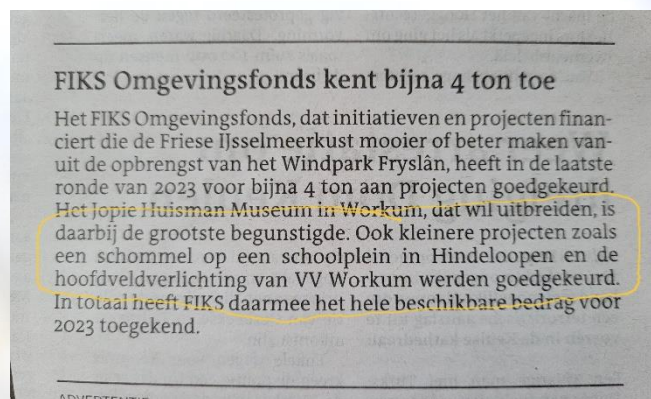 FIKS Omgevingsfonds kent bijna 4 ton toe
Het FIKS Omgevingsfonds, dat initiatieven en projecten finan-
ciert die de Friese IJsselmeerkust mooier of beter maken van-
uit de opbrengst van het Windpark Fryslân, heeft in de laatste
ronde van 2023 voor bijna 4 ton aan projecten goedgekeurd.
Het Jopie Huisman Museum in Workum, dat wil uitbreiden, is
daarbij de grootste begunstigde. Ook kleinere projecten zoals
een schommel op een schoolplein in Hindeloopen en de
hoofdveldverlichting van VV Workum werden goedgekeurd.
In totaal heeft FIKS daarmee het hele beschikbare bedrag voor
2023 toegekend.